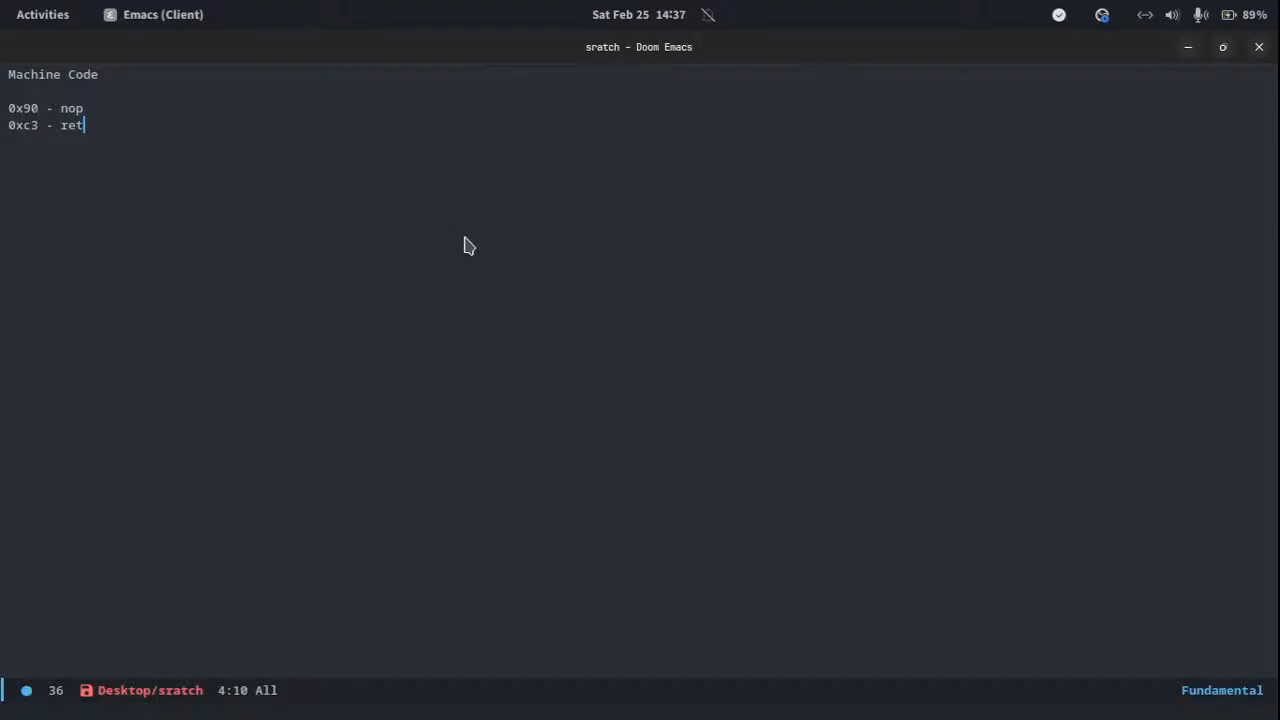 Activities Emacs (Client) Sat Feb 25 14:37 89%
sratch – Doom Emacs
Machine Code
0x90 - nop
0xc3 - ret
36 Desktop/sratch 4:10 All Fundamental